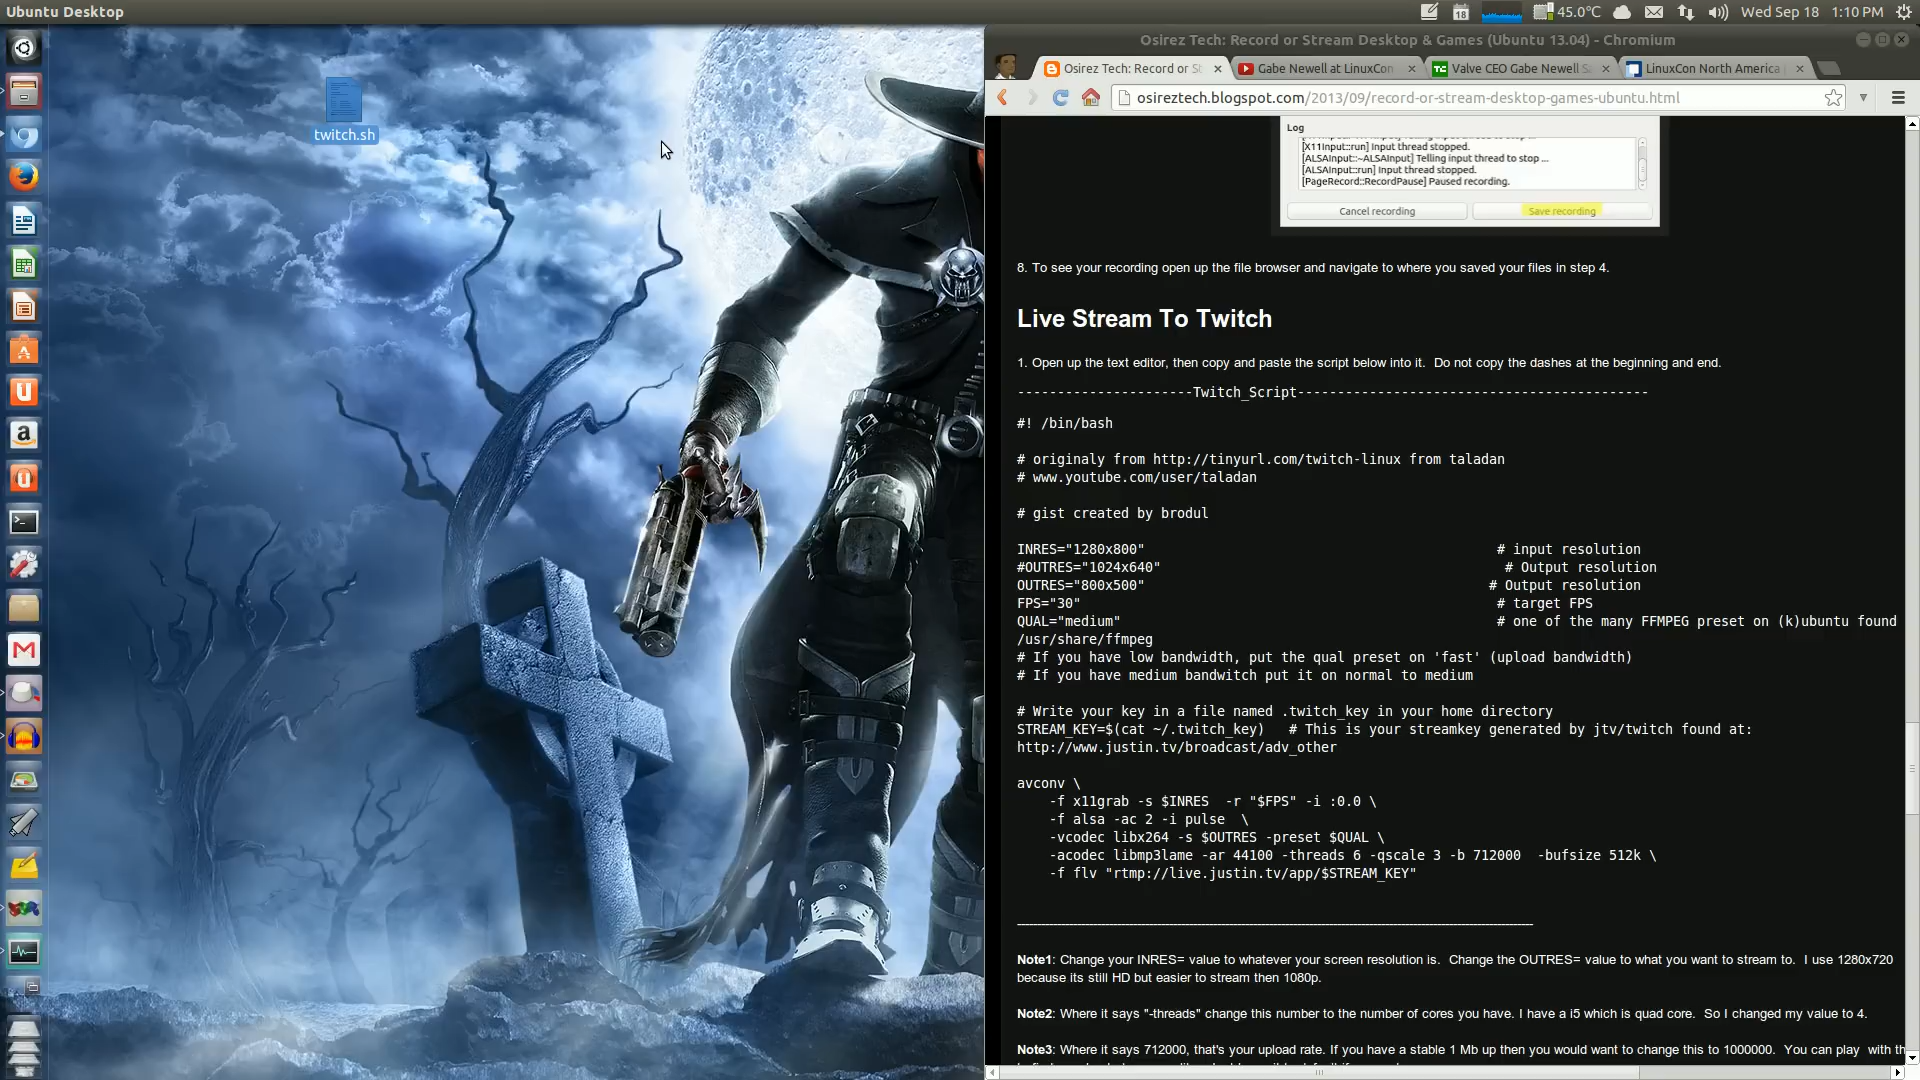 Ubuntu Desktop
18
45.0°C
Wed Sep 18
1:10 PM
twitch.sh
Osirez Tech: Record or Stream Desktop & Games (Ubuntu 13.04) - Chromium
Osirez Tech: Record or St
Gabe Newell at LinuxCon
Valve CEO Gabe Newell S
LinuxCon North America
osireztech.blogspot.com/2013/09/record-or-stream-desktop-games-ubuntu.html
Log
[X11Input::run] Input thread stopped.
[ALSAInput::~ALSAInput] Telling input thread to stop ...
[ALSAInput::run] Input thread stopped.
[PageRecord::RecordPause] Paused recording.
Cancel recording
Save recording
8. To see your recording open up the file browser and navigate to where you saved your files in step 4.
Live Stream To Twitch
1. Open up the text editor, then copy and paste the script below into it.  Do not copy the dashes at the beginning and end.
----------------------Twitch_Script--------------------------------------------
#! /bin/bash
# originaly from http://tinyurl.com/twitch-linux from taladan
# www.youtube.com/user/taladan
# gist created by brodul
INRES="1280x800" # input resolution
#OUTRES="1024x640" # Output resolution
OUTRES="800x500" # Output resolution
FPS="30" # target FPS
QUAL="medium" # one of the many FFMPEG preset on (k)ubuntu found
/usr/share/ffmpeg
# If you have low bandwidth, put the qual preset on 'fast' (upload bandwidth)
# If you have medium bandwitch put it on normal to medium
# Write your key in a file named .twitch_key in your home directory
STREAM_KEY=$(cat ~/.twitch_key)   # This is your streamkey generated by jtv/twitch found at:
http://www.justin.tv/broadcast/adv_other
avconv \
-f x11grab -s $INRES  -r "$FPS" -i :0.0 \
-f alsa -ac 2 -i pulse  \
-vcodec libx264 -s $OUTRES -preset $QUAL \
-acodec libmp3lame -ar 44100 -threads 6 -qscale 3 -b 712000  -bufsize 512k \
-f flv "rtmp://live.justin.tv/app/$STREAM_KEY"
Note1: Change your INRES= value to whatever your screen resolution is.  Change the OUTRES= value to what you want to stream to.  I use 1280x720
because its still HD but easier to stream then 1080p.
Note2: Where it says "-threads" change this number to the number of cores you have. I have a i5 which is quad core.  So I changed my value to 4.
Note3: Where it says 712000, that's your upload rate. If you have a stable 1 Mb up then you would want to change this to 1000000.  You can play  with th